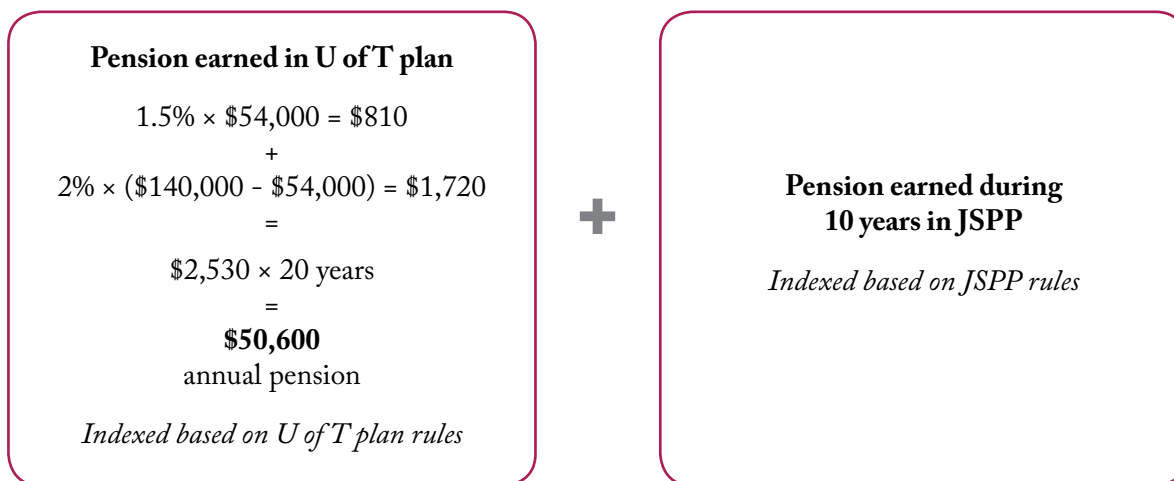 Pension earned in U of T plan
1.5% × $54,000 = $810
+
2% × ($140,000 - $54,000) = $1,720
=
$2,530 × 20 years
=
$50,600
annual pension
Indexed based on U of T plan rules
+
Pension earned during
10 years in JSPP
Indexed based on JSPP rules